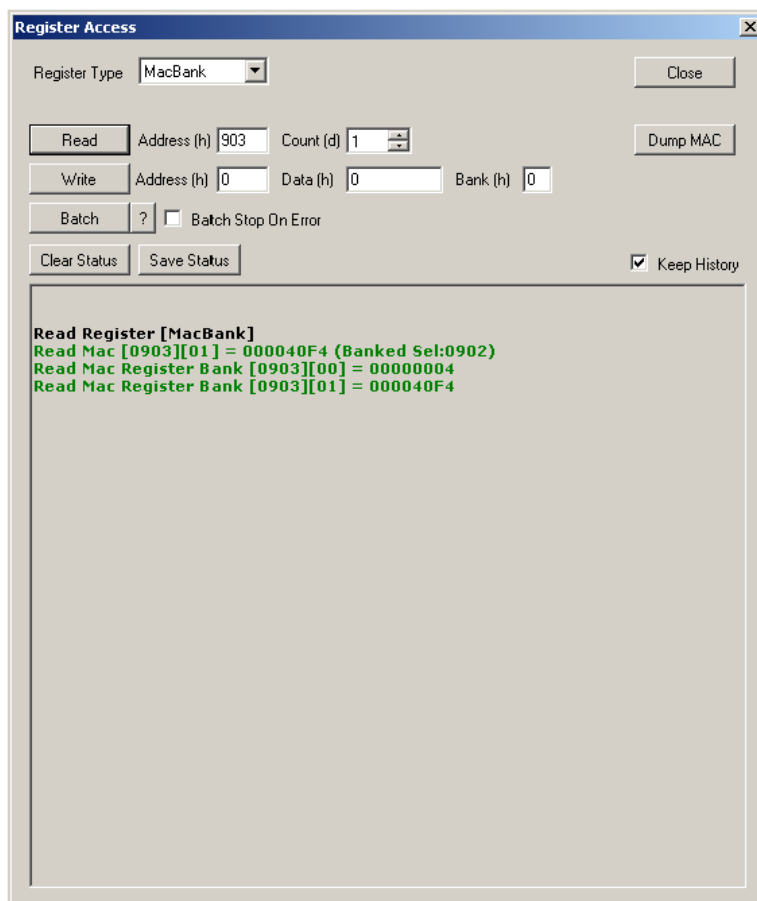 Register Access
Register Type MacBank Close
Read Address (h) 903 Count (d) 1 Dump MAC
Write Address (h) 0 Data (h) 0 Bank (h) 0
Batch ? Batch Stop On Error
Clear Status Save Status Keep History
Read Register [MacBank]
Read Mac [0903][01] = 000040F4 (Banked Sel:0902)
Read Mac Register Bank [0903][00] = 00000004
Read Mac Register Bank [0903][01] = 000040F4